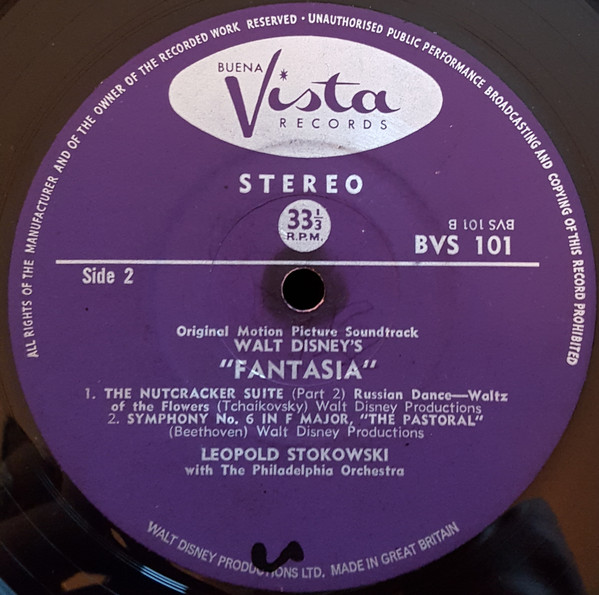 ALL RIGHTS OF THE MANUFACTURER AND OF THE OWNER OF THE RECORDED WORK RESERVED · UNAUTHORISED PUBLIC PERFORMANCE BROADCASTING AND COPYING OF THIS RECORD PROHIBITED
BUENA
Vista
RECORDS
STEREO
33⅓
R.P.M.
BVS 101 B
BVS 101
Side 2
Original Motion Picture Soundtrack
WALT DISNEY'S
"FANTASIA"
1. THE NUTCRACKER SUITE (Part 2) Russian Dance—Waltz
of the Flowers (Tchaikovsky) Walt Disney Productions
2. SYMPHONY No. 6 IN F MAJOR, "THE PASTORAL"
(Beethoven) Walt Disney Productions
LEOPOLD STOKOWSKI
with The Philadelphia Orchestra
WALT DISNEY PRODUCTIONS LTD. MADE IN GREAT BRITAIN